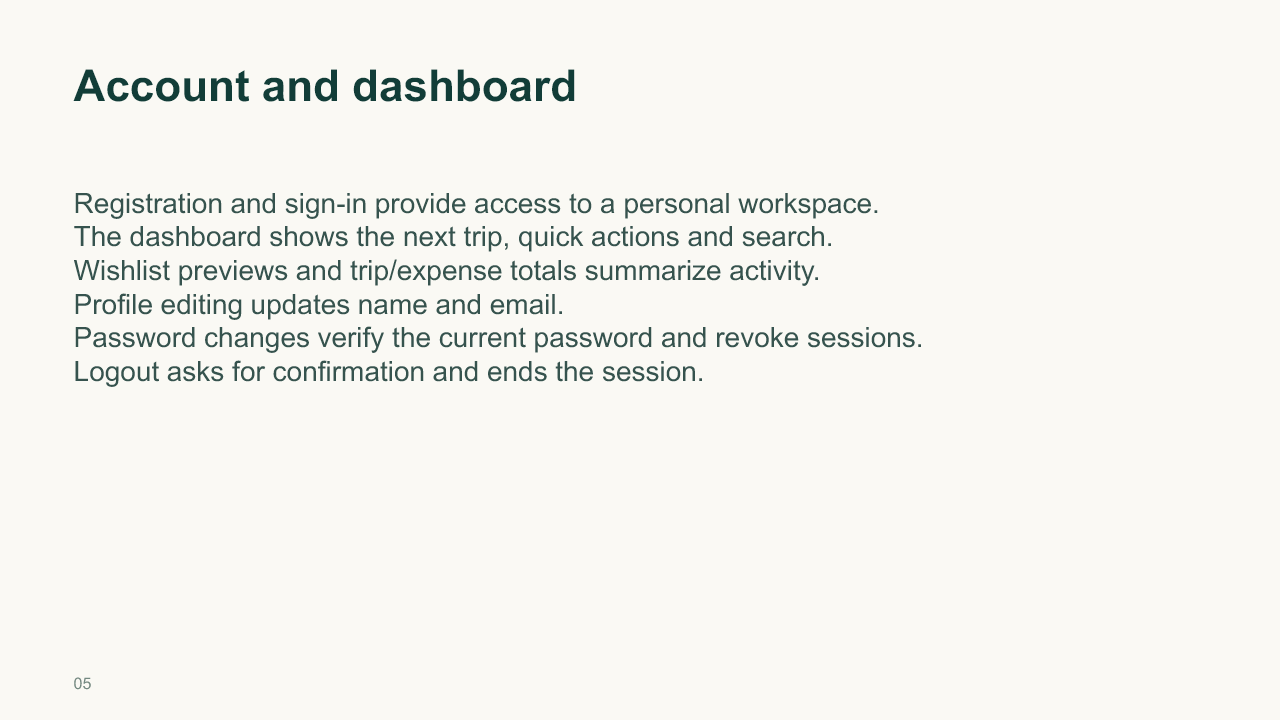 Account and dashboard
Registration and sign-in provide access to a personal workspace.
The dashboard shows the next trip, quick actions and search.
Wishlist previews and trip/expense totals summarize activity.
Profile editing updates name and email.
Password changes verify the current password and revoke sessions.
Logout asks for confirmation and ends the session.
05